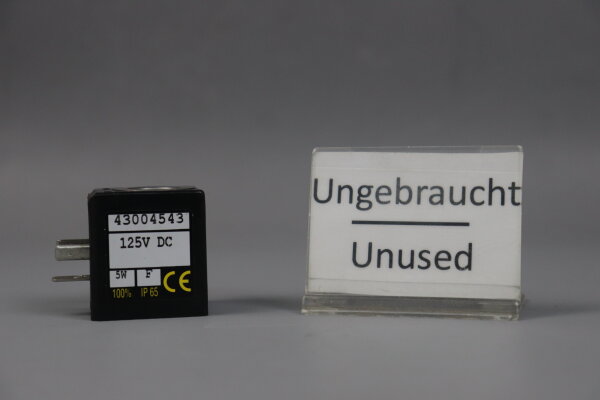 43004543
125V DC
5W F
100% IP 65 CE
Ungebraucht
Unused